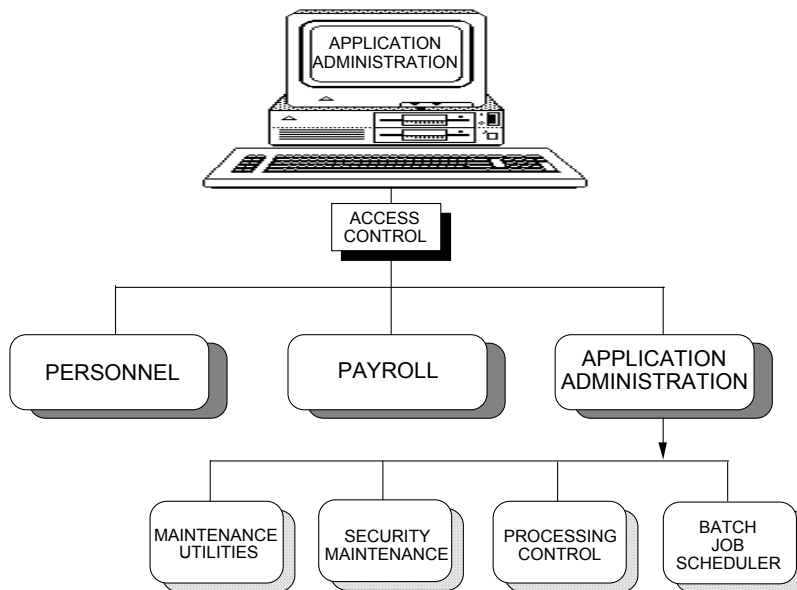 APPLICATION
ADMINISTRATION
ACCESS
CONTROL
PERSONNEL
PAYROLL
APPLICATION
ADMINISTRATION
MAINTENANCE
UTILITIES
SECURITY
MAINTENANCE
PROCESSING
CONTROL
BATCH
JOB
SCHEDULER